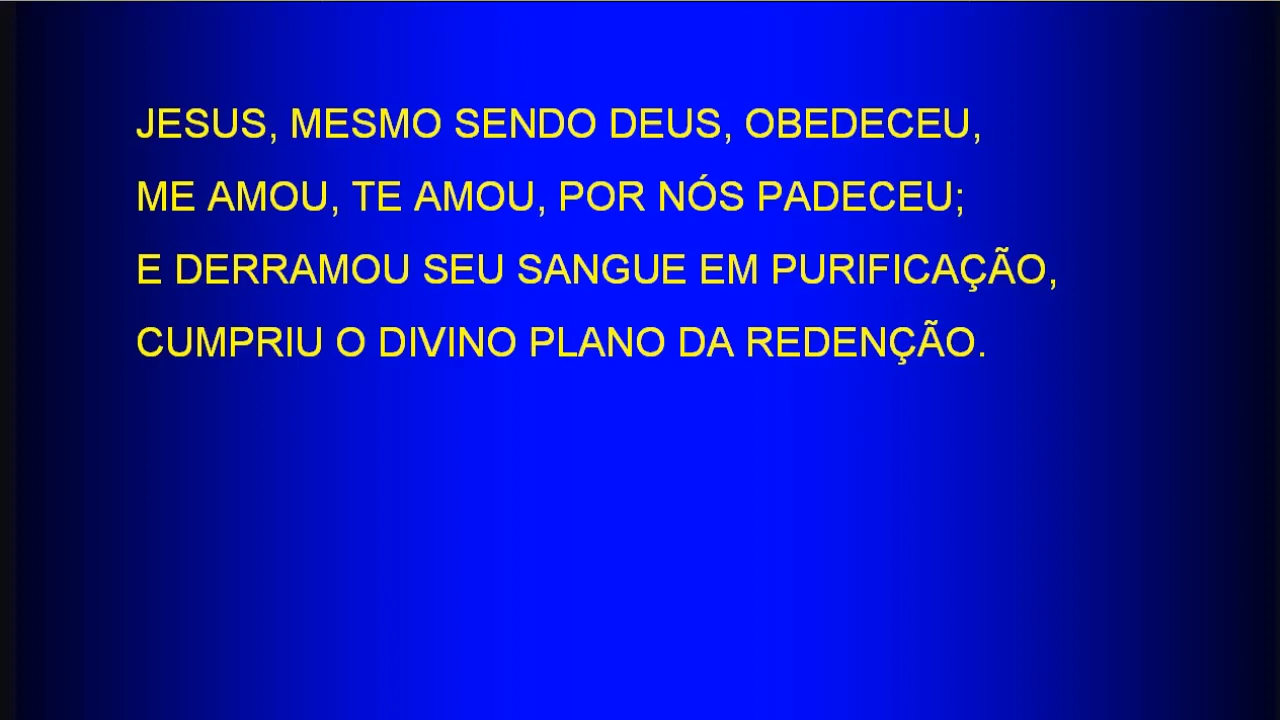 JESUS, MESMO SENDO DEUS, OBEDECEU,
ME AMOU, TE AMOU, POR NÓS PADECEU;
E DERRAMOU SEU SANGUE EM PURIFICAÇÃO,
CUMPRIU O DIVINO PLANO DA REDENÇÃO.